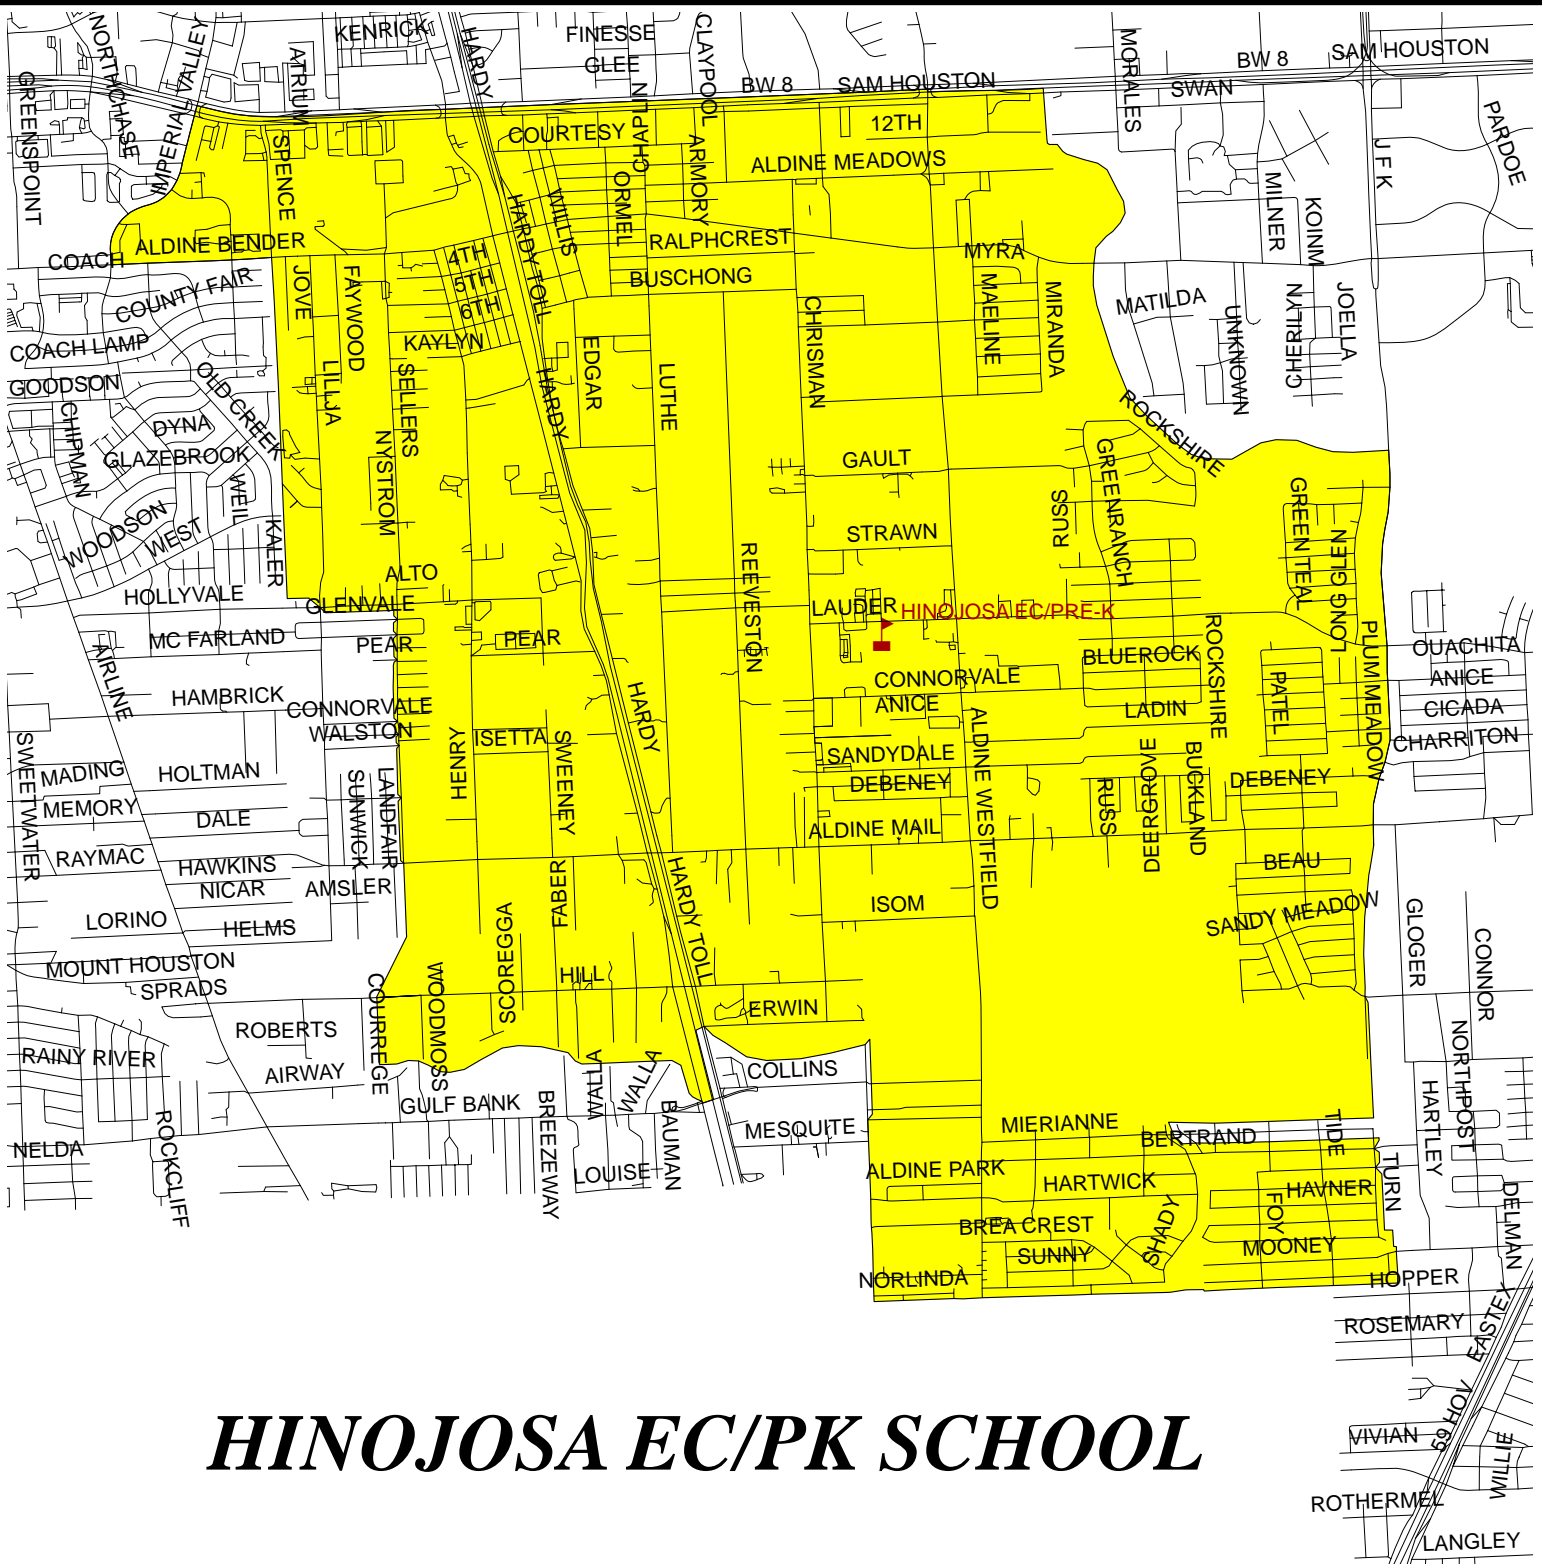 KENRICK
HARDY
FINESSE
GLEE
CLAYPOOL
MORALES
BW 8
SAM HOUSTON
NORTHCHASE
IMPERIAL VALLEY
ATRIUM
GREENSPOINT
BW 8
SAM HOUSTON
SWAN
PARDOE
COURTESY
CHAPLIN
12TH
ARMORY
ALDINE MEADOWS
J F K
SPENCE
WILLIS
ORMEL
MILNER
KOINM
HARDY TOLL
COACH
ALDINE BENDER
RALPHCREST
MYRA
4TH
5TH
6TH
BUSCHONG
COUNTY FAIR
JOVE
FAYWOOD
CHRISMAN
MAELINE
MIRANDA
MATILDA
UNKNOWN
CHERILYN
JOELLA
COACH LAMP
KAYLYN
EDGAR
LUTHE
GOODSON
OLD CREEK
LILLJA
SELLERS
HARDY
CHIPMAN
DYNA
GLAZEBROOK
NYSTROM
ROCKSHIRE
GAULT
GREENRANCH
WEIL
WOODSON
WEST
KALER
RUSS
GREEN TEAL
LONG GLEN
STRAWN
REEVESTON
ALTO
HOLLYVALE
GLENVALE
LAUDER
HINOJOSA EC/PRE-K
MC FARLAND
PEAR
PEAR
BLUEROCK
ROCKSHIRE
PLUM MEADOW
OUACHITA
AIRLINE
CONNORVALE
ANICE
HAMBRICK
CONNORVALE
ANICE
LADIN
PATEL
CICADA
WALSTON
HARDY
CHARRITON
SWEETWATER
HENRY
ISETTA
SWEENEY
SANDYDALE
ALDINE WESTFIELD
MADING
HOLTMAN
DEBENEY
DEBENEY
MEMORY
SUNWICK
LANDFAIR
RUSS
DEERGROVE
BUCKLAND
DALE
ALDINE MAIL
RAYMAC
HAWKINS
BEAU
NICAR
AMSLER
FABER
HARDY TOLL
ISOM
LORINO
HELMS
SANDY MEADOW
GLOGER
CONNOR
SCOREGGA
MOUNT HOUSTON
HILL
SPRADS
COURREGE
WOODMOSS
ERWIN
ROBERTS
NORTHPOST
RAINY RIVER
AIRWAY
WALLA
WALLA
COLLINS
GULF BANK
BREEZEWAY
BAUMAN
MESQUITE
MIERIANNE
BERTRAND
TIDE
HARTLEY
ROCKCLIFF
NELDA
LOUISE
ALDINE PARK
HARTWICK
HAVNER
TURN
DELMAN
FOY
BREA CREST
SHADY
SUNNY
MOONEY
NORLINDA
HOPPER
ROSEMARY
EASTEX
59 HOV
VIVIAN
WILLIE
ROTHERMEL
LANGLEY
HINOJOSA EC/PK SCHOOL